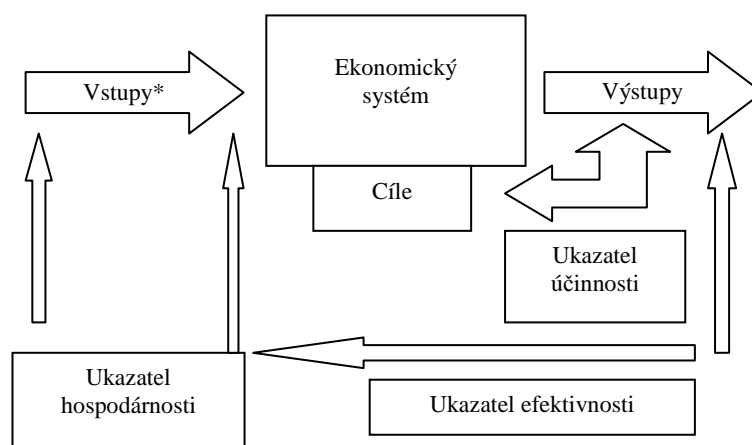 Ekonomický
systém
Vstupy*
Výstupy
Cíle
Ukazatel
účinnosti
Ukazatel
hospodárnosti
Ukazatel efektivnosti